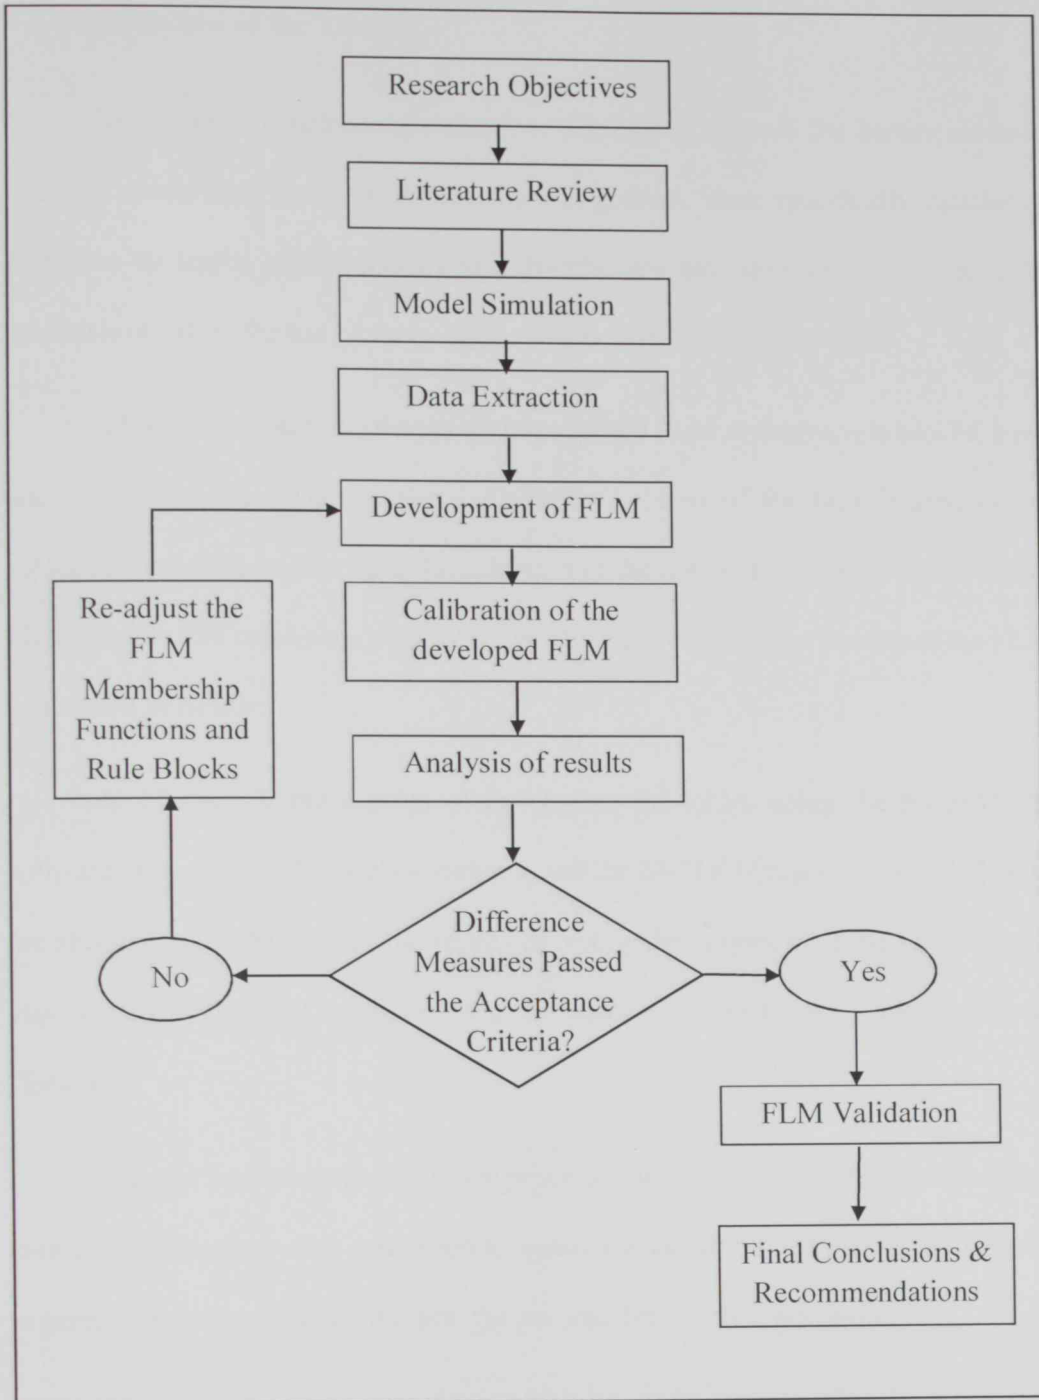 Research Objectives
Literature Review
Model Simulation
Data Extraction
Development of FLM
Re-adjust the
FLM
Membership
Functions and
Rule Blocks
Calibration of the
developed FLM
Analysis of results
Difference
Measures Passed
the Acceptance
Criteria?
No
Yes
FLM Validation
Final Conclusions &
Recommendations